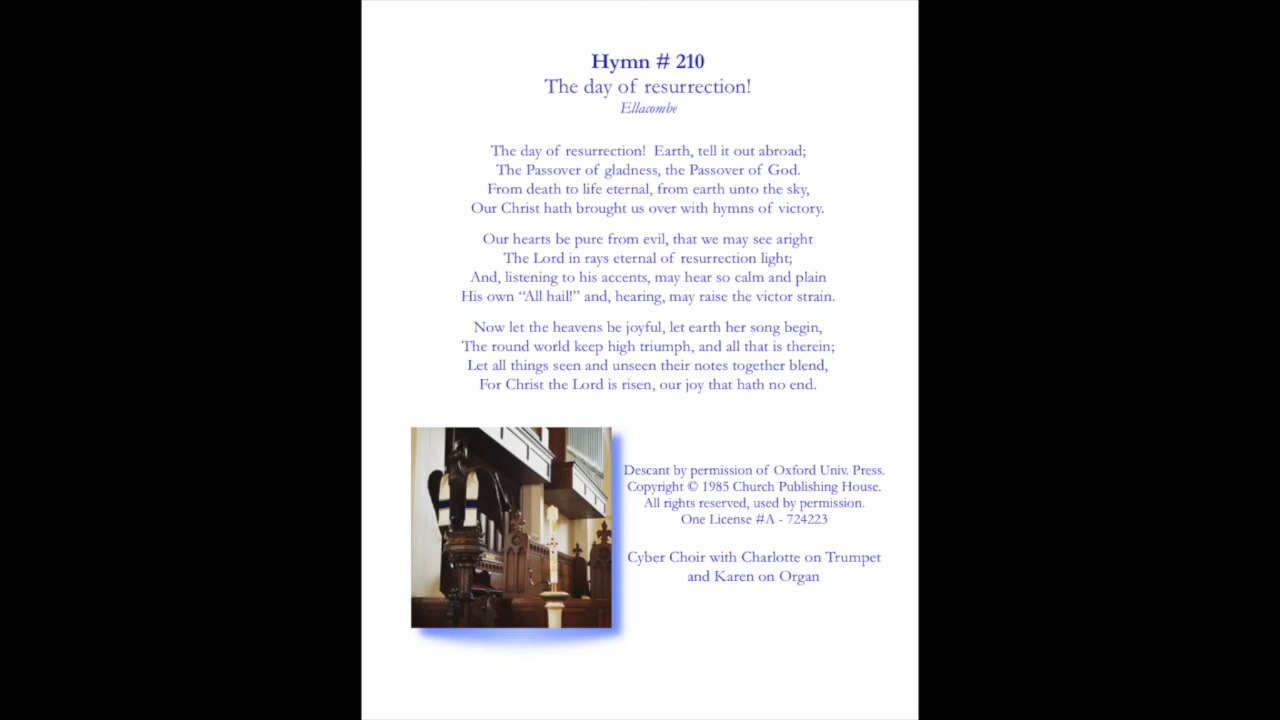 Hymn # 210
The day of resurrection!
Ellacombe
The day of resurrection! Earth, tell it out abroad;
The Passover of gladness, the Passover of God.
From death to life eternal, from earth unto the sky,
Our Christ hath brought us over with hymns of victory.
Our hearts be pure from evil, that we may see aright
The Lord in rays eternal of resurrection light;
And, listening to his accents, may hear so calm and plain
His own “All hail!” and, hearing, may raise the victor strain.
Now let the heavens be joyful, let earth her song begin,
The round world keep high triumph, and all that is therein;
Let all things seen and unseen their notes together blend,
For Christ the Lord is risen, our joy that hath no end.
Descant by permission of Oxford Univ. Press.
Copyright © 1985 Church Publishing House.
All rights reserved, used by permission.
One License #A - 724223
Cyber Choir with Charlotte on Trumpet
and Karen on Organ